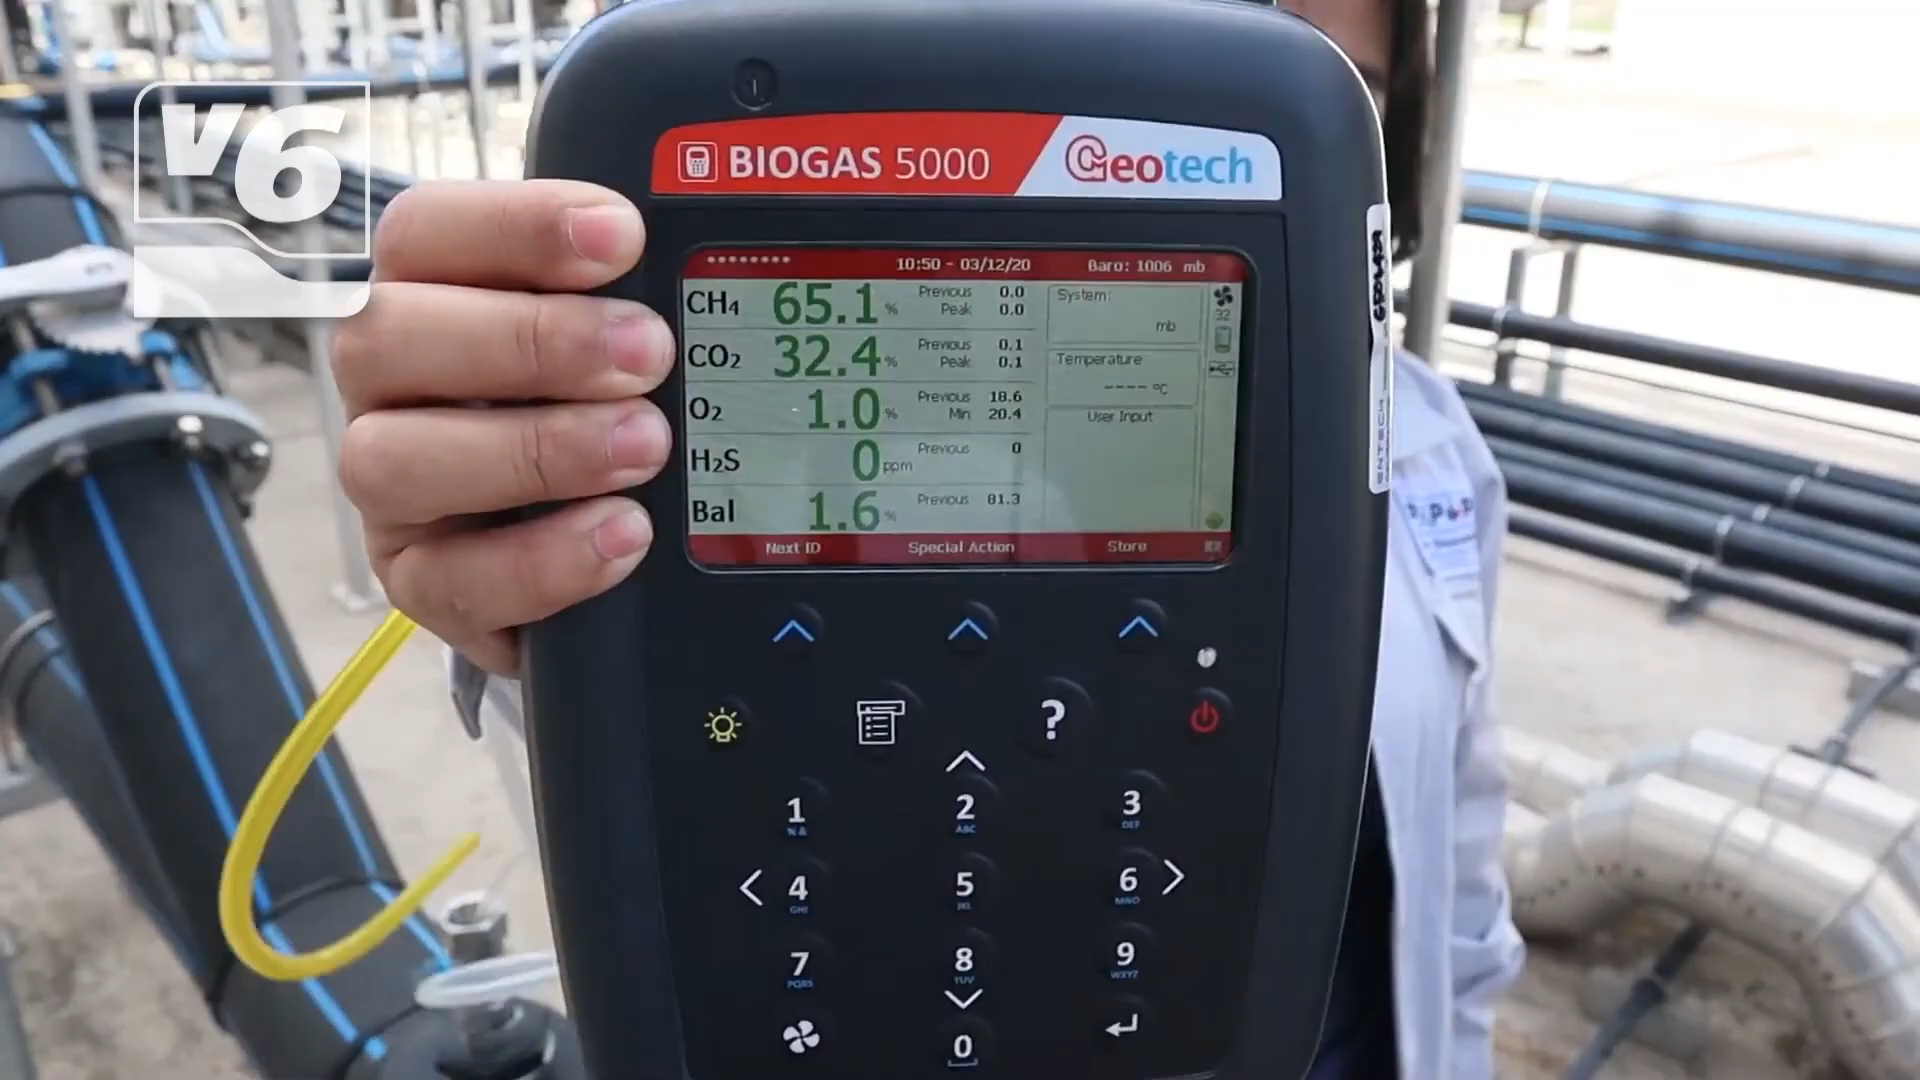 V6
BIOGAS 5000 Geotech
******** 10:50 - 03/12/20 Baro: 1006 mb
CH4 65.1 % Previous 0.0
Peak 0.0
CO2 32.4 % Previous 0.1
Peak 0.1
O2 1.0 % Previous 18.6
Min 20.4
H2S 0 ppm Previous 0
Bal 1.6 % Previous 81.3
System:
mb
32
Temperature
---- °C
User Input
Next ID Special Action Store
ENTECH
?
1 2 3
% & ABC DEF
4 5 6
GHI JKL MNO
7 8 9
PQRS TUV WXYZ
0